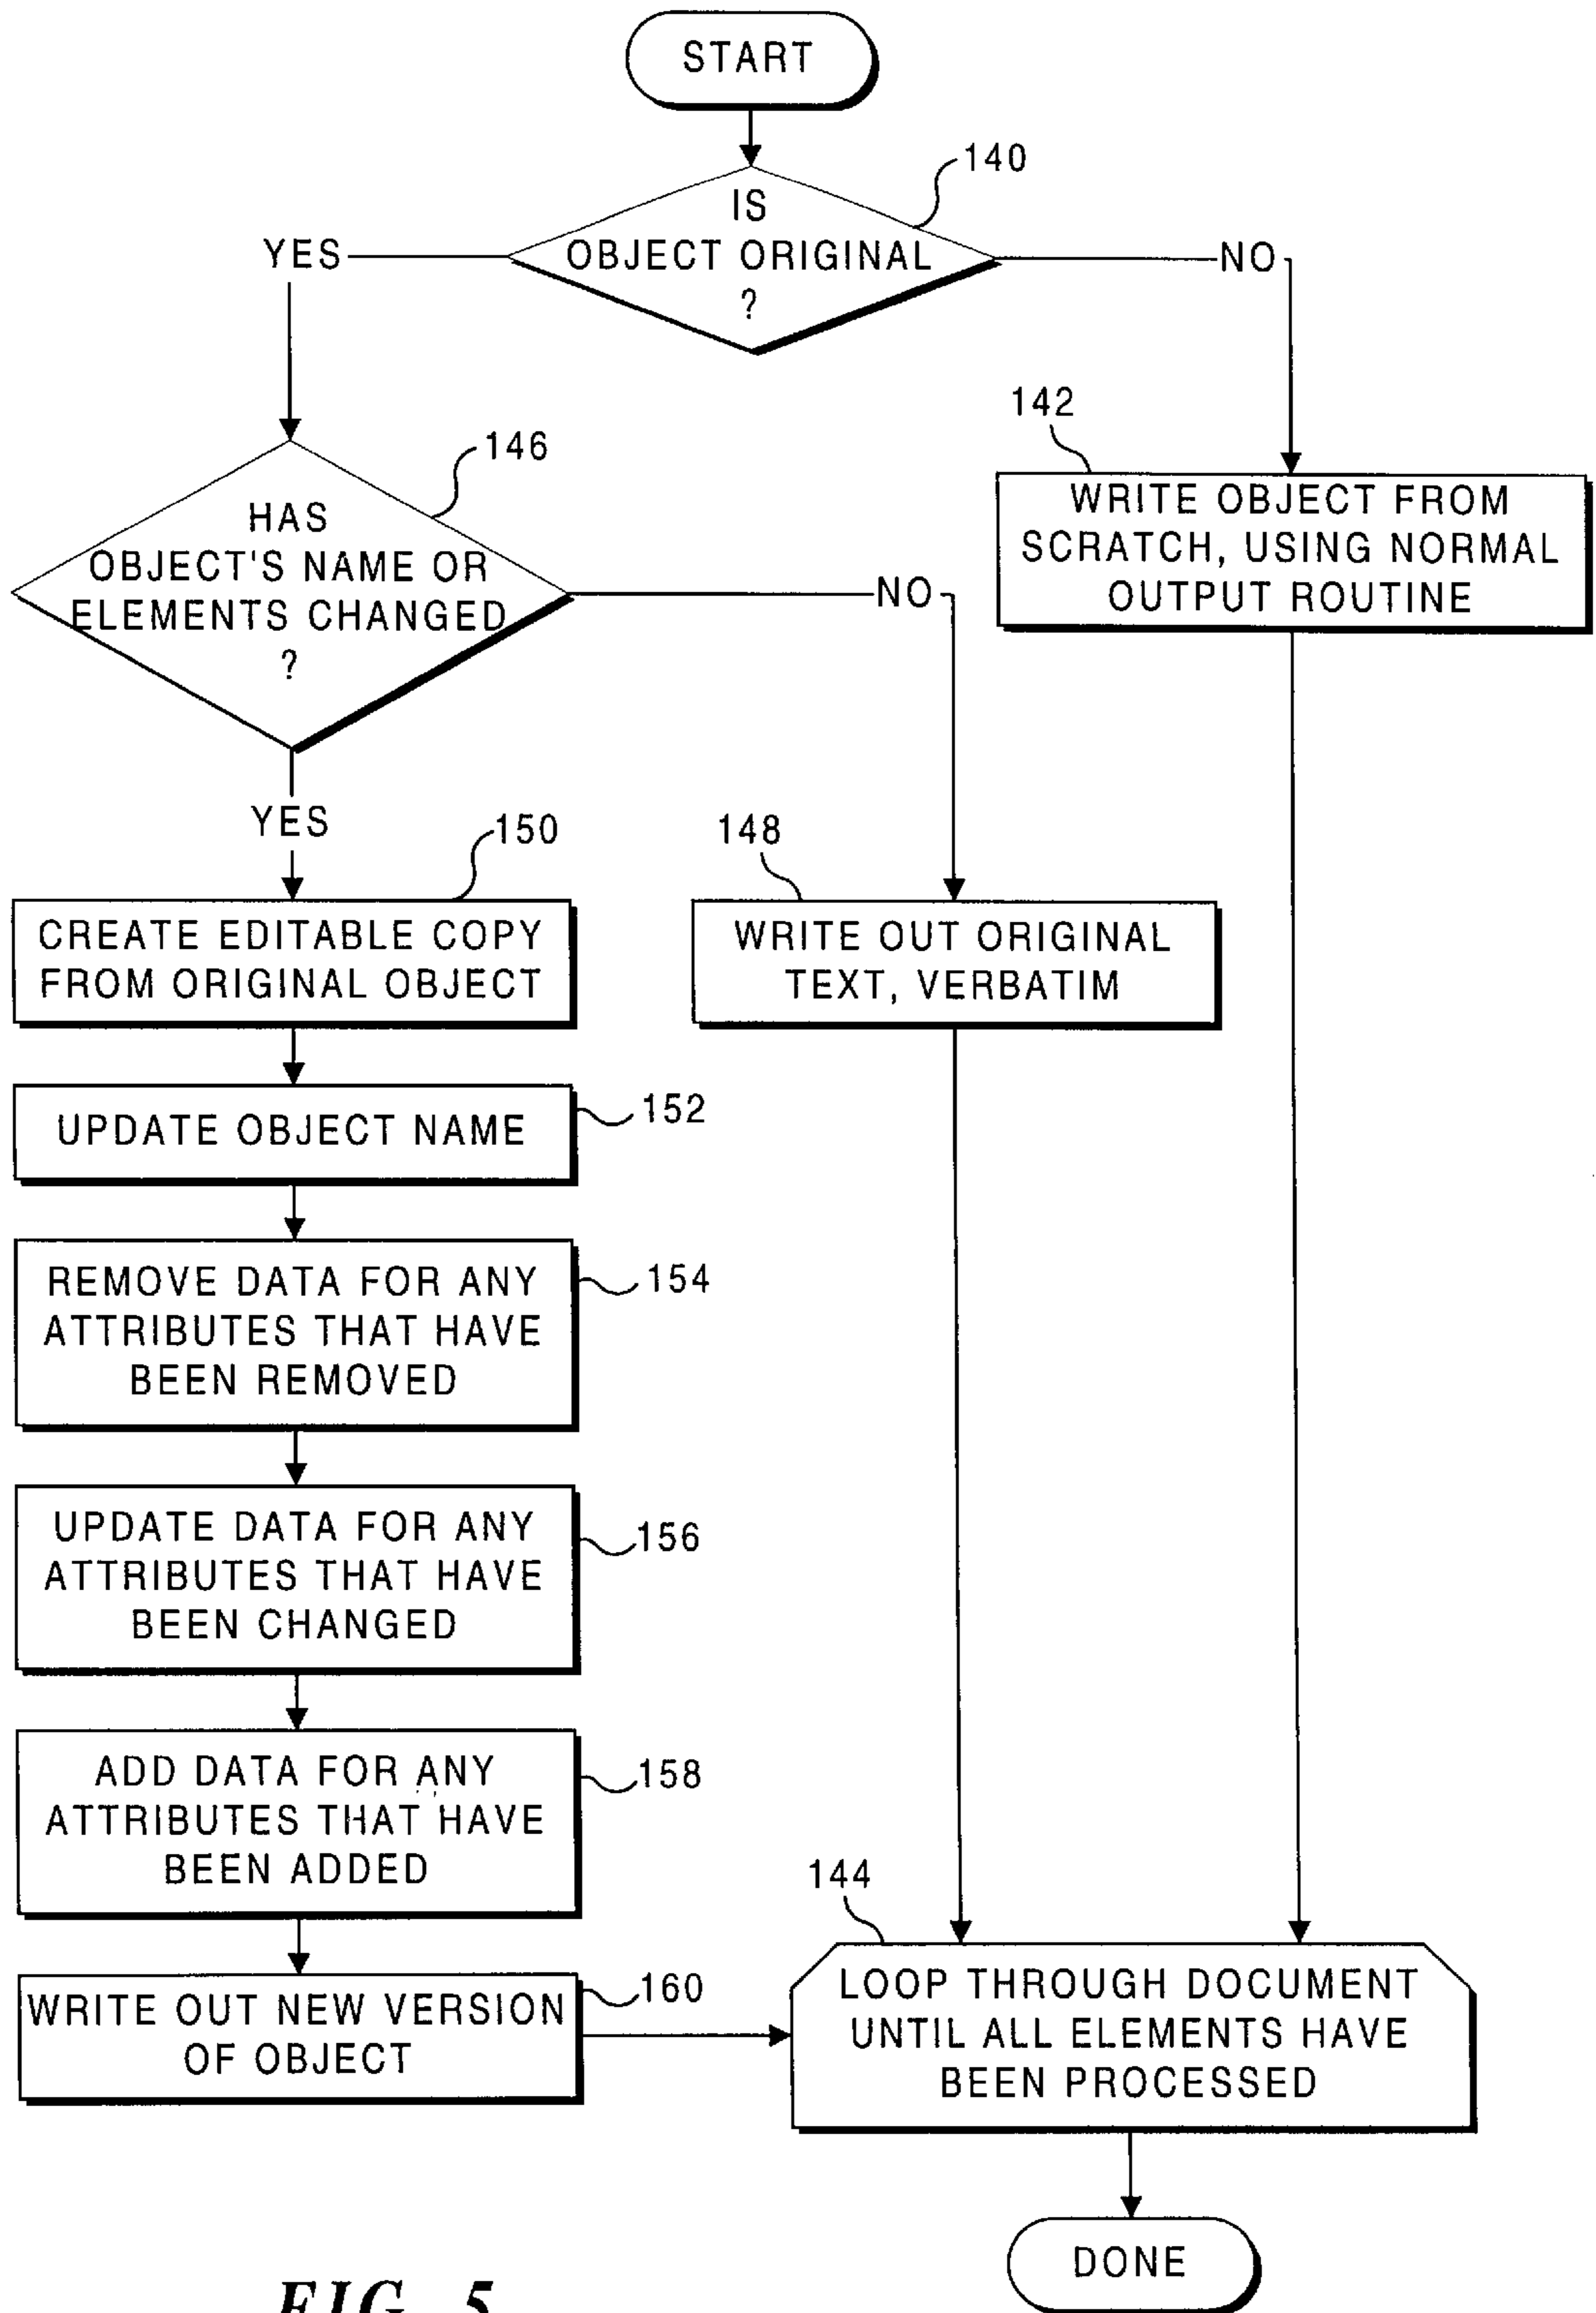 START
140
IS
OBJECT ORIGINAL
?
YES
NO
142
WRITE OBJECT FROM
SCRATCH, USING NORMAL
OUTPUT ROUTINE
146
HAS
OBJECT'S NAME OR
ELEMENTS CHANGED
?
NO
YES
150
CREATE EDITABLE COPY
FROM ORIGINAL OBJECT
148
WRITE OUT ORIGINAL
TEXT, VERBATIM
UPDATE OBJECT NAME
152
REMOVE DATA FOR ANY
ATTRIBUTES THAT HAVE
BEEN REMOVED
154
UPDATE DATA FOR ANY
ATTRIBUTES THAT HAVE
BEEN CHANGED
156
ADD DATA FOR ANY
ATTRIBUTES THAT HAVE
BEEN ADDED
158
WRITE OUT NEW VERSION
OF OBJECT
160
144
LOOP THROUGH DOCUMENT
UNTIL ALL ELEMENTS HAVE
BEEN PROCESSED
DONE
FIG. 5